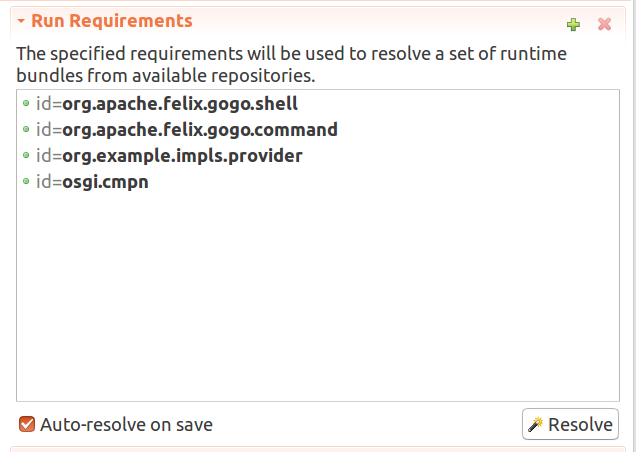 Run Requirements
The specified requirements will be used to resolve a set of runtime
bundles from available repositories.
id=org.apache.felix.gogo.shell
id=org.apache.felix.gogo.command
id=org.example.impls.provider
id=osgi.cmpn
Auto-resolve on save
Resolve